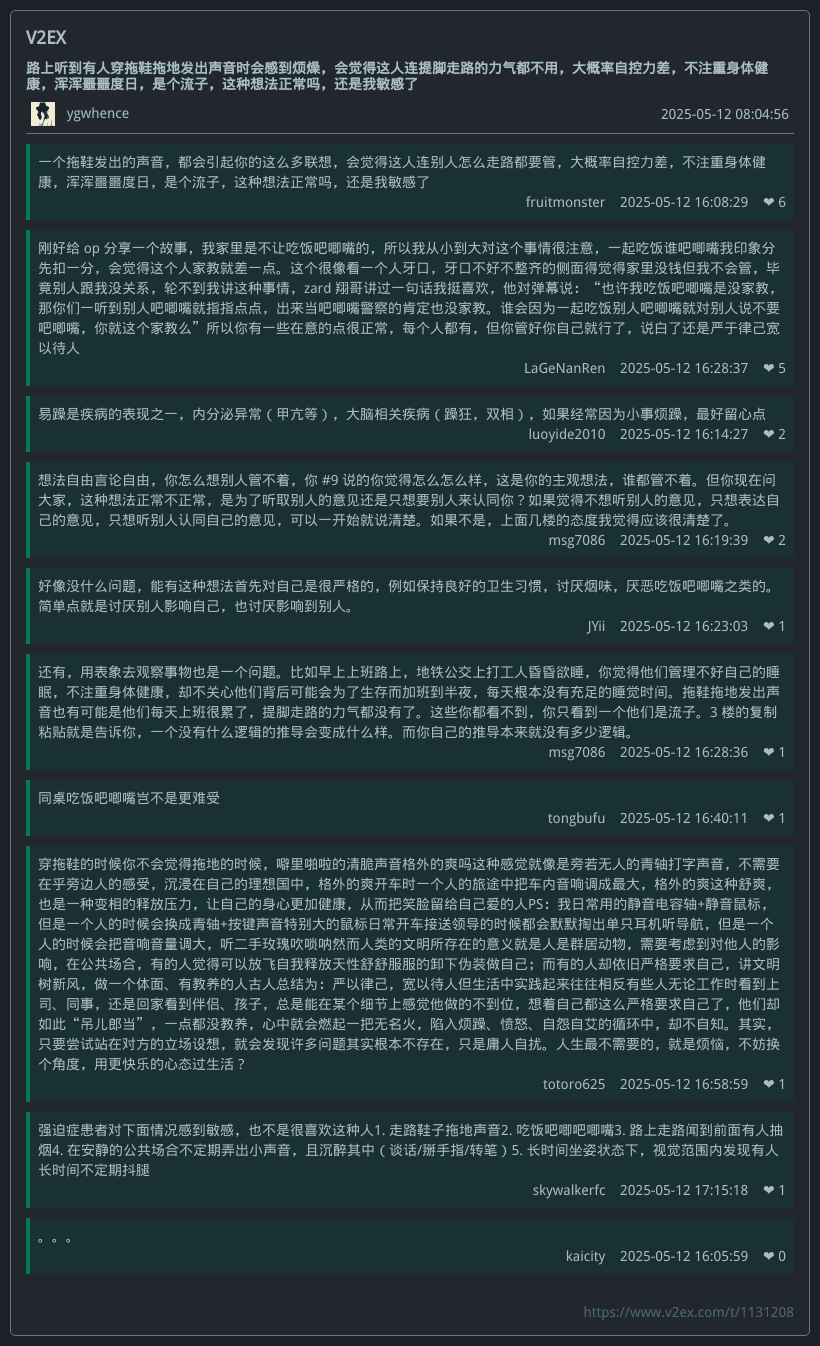 V2EX
路上听到有人穿拖鞋拖地发出声音时会感到烦燥，会觉得这人连提脚走路的力气都不用，大概率自控力差，不注重身体健
康，浑浑噩噩度日，是个流子，这种想法正常吗，还是我敏感了
ygwhence 2025-05-12 08:04:56
一个拖鞋发出的声音，都会引起你的这么多联想，会觉得这人连别人怎么走路都要管，大概率自控力差，不注重身体健
康，浑浑噩噩度日，是个流子，这种想法正常吗，还是我敏感了
fruitmonster 2025-05-12 16:08:29 ❤ 6
刚好给 op 分享一个故事，我家里是不让吃饭吧唧嘴的，所以我从小到大对这个事情很注意，一起吃饭谁吧唧嘴我印象分
先扣一分，会觉得这个人家教就差一点。这个很像看一个人牙口，牙口不好不整齐的侧面得觉得家里没钱但我不会管，毕
竟别人跟我没关系，轮不到我讲这种事情，zard 翔哥讲过一句话我挺喜欢，他对弹幕说： “也许我吃饭吧唧嘴是没家教，
那你们一听到别人吧唧嘴就指指点点，出来当吧唧嘴警察的肯定也没家教。谁会因为一起吃饭别人吧唧嘴就对别人说不要
吧唧嘴，你就这个家教么”所以你有一些在意的点很正常，每个人都有，但你管好你自己就行了，说白了还是严于律己宽
以待人
LaGeNanRen 2025-05-12 16:28:37 ❤ 5
易躁是疾病的表现之一，内分泌异常（甲亢等），大脑相关疾病（躁狂，双相），如果经常因为小事烦躁，最好留心点
luoyide2010 2025-05-12 16:14:27 ❤ 2
想法自由言论自由，你怎么想别人管不着，你 #9 说的你觉得怎么怎么样，这是你的主观想法，谁都管不着。但你现在问
大家，这种想法正常不正常，是为了听取别人的意见还是只想要别人来认同你？如果觉得不想听别人的意见，只想表达自
己的意见，只想听别人认同自己的意见，可以一开始就说清楚。如果不是，上面几楼的态度我觉得应该很清楚了。
msg7086 2025-05-12 16:19:39 ❤ 2
好像没什么问题，能有这种想法首先对自己是很严格的，例如保持良好的卫生习惯，讨厌烟味，厌恶吃饭吧唧嘴之类的。
简单点就是讨厌别人影响自己，也讨厌影响到别人。
JYii 2025-05-12 16:23:03 ❤ 1
还有，用表象去观察事物也是一个问题。比如早上上班路上，地铁公交上打工人昏昏欲睡，你觉得他们管理不好自己的睡
眠，不注重身体健康，却不关心他们背后可能会为了生存而加班到半夜，每天根本没有充足的睡觉时间。拖鞋拖地发出声
音也有可能是他们每天上班很累了，提脚走路的力气都没有了。这些你都看不到，你只看到一个他们是流子。3 楼的复制
粘贴就是告诉你，一个没有什么逻辑的推导会变成什么样。而你自己的推导本来就没有多少逻辑。
msg7086 2025-05-12 16:28:36 ❤ 1
同桌吃饭吧唧嘴岂不是更难受
tongbufu 2025-05-12 16:40:11 ❤ 1
穿拖鞋的时候你不会觉得拖地的时候，噼里啪啦的清脆声音格外的爽吗这种感觉就像是旁若无人的青轴打字声音，不需要
在乎旁边人的感受，沉浸在自己的理想国中，格外的爽开车时一个人的旅途中把车内音响调成最大，格外的爽这种舒爽，
也是一种变相的释放压力，让自己的身心更加健康，从而把笑脸留给自己爱的人PS: 我日常用的静音电容轴+静音鼠标，
但是一个人的时候会换成青轴+按键声音特别大的鼠标日常开车接送领导的时候都会默默掏出单只耳机听导航，但是一个
人的时候会把音响音量调大，听二手玫瑰吹唢呐然而人类的文明所存在的意义就是人是群居动物，需要考虑到对他人的影
响，在公共场合，有的人觉得可以放飞自我释放天性舒舒服服的卸下伪装做自己；而有的人却依旧严格要求自己，讲文明
树新风，做一个体面、有教养的人古人总结为：严以律己，宽以待人但生活中实践起来往往相反有些人无论工作时看到上
司、同事，还是回家看到伴侣、孩子，总是能在某个细节上感觉他做的不到位，想着自己都这么严格要求自己了，他们却
如此“吊儿郎当”，一点都没教养，心中就会燃起一把无名火，陷入烦躁、愤怒、自怨自艾的循环中，却不自知。其实，
只要尝试站在对方的立场设想，就会发现许多问题其实根本不存在，只是庸人自扰。人生最不需要的，就是烦恼，不妨换
个角度，用更快乐的心态过生活？
totoro625 2025-05-12 16:58:59 ❤ 1
强迫症患者对下面情况感到敏感，也不是很喜欢这种人1. 走路鞋子拖地声音2. 吃饭吧唧吧唧嘴3. 路上走路闻到前面有人抽
烟4. 在安静的公共场合不定期弄出小声音，且沉醉其中（谈话/掰手指/转笔）5. 长时间坐姿状态下，视觉范围内发现有人
长时间不定期抖腿
skywalkerfc 2025-05-12 17:15:18 ❤ 1
。。。
kaicity 2025-05-12 16:05:59 ❤ 0
https://www.v2ex.com/t/1131208